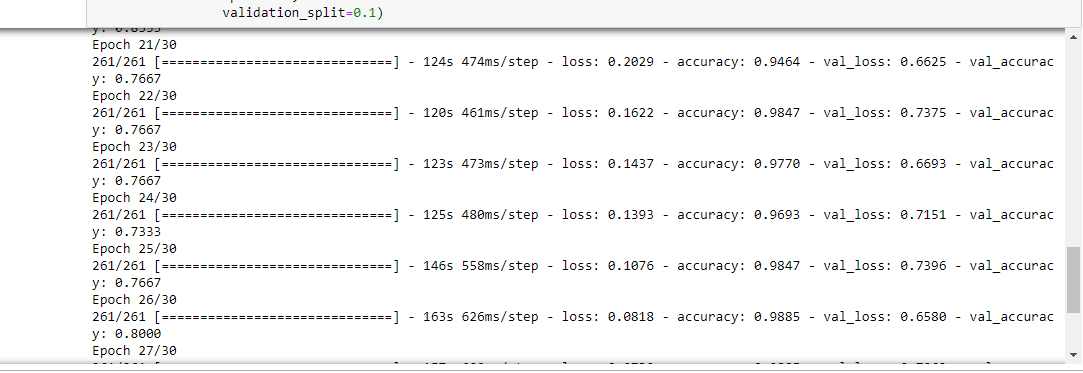 validation_split=0.1)
y: 0.8333
Epoch 21/30
261/261 [==============================] - 124s 474ms/step - loss: 0.2029 - accuracy: 0.9464 - val_loss: 0.6625 - val_accurac
y: 0.7667
Epoch 22/30
261/261 [==============================] - 120s 461ms/step - loss: 0.1622 - accuracy: 0.9847 - val_loss: 0.7375 - val_accurac
y: 0.7667
Epoch 23/30
261/261 [==============================] - 123s 473ms/step - loss: 0.1437 - accuracy: 0.9770 - val_loss: 0.6693 - val_accurac
y: 0.7667
Epoch 24/30
261/261 [==============================] - 125s 480ms/step - loss: 0.1393 - accuracy: 0.9693 - val_loss: 0.7151 - val_accurac
y: 0.7333
Epoch 25/30
261/261 [==============================] - 146s 558ms/step - loss: 0.1076 - accuracy: 0.9847 - val_loss: 0.7396 - val_accurac
y: 0.7667
Epoch 26/30
261/261 [==============================] - 163s 626ms/step - loss: 0.0818 - accuracy: 0.9885 - val_loss: 0.6580 - val_accurac
y: 0.8000
Epoch 27/30